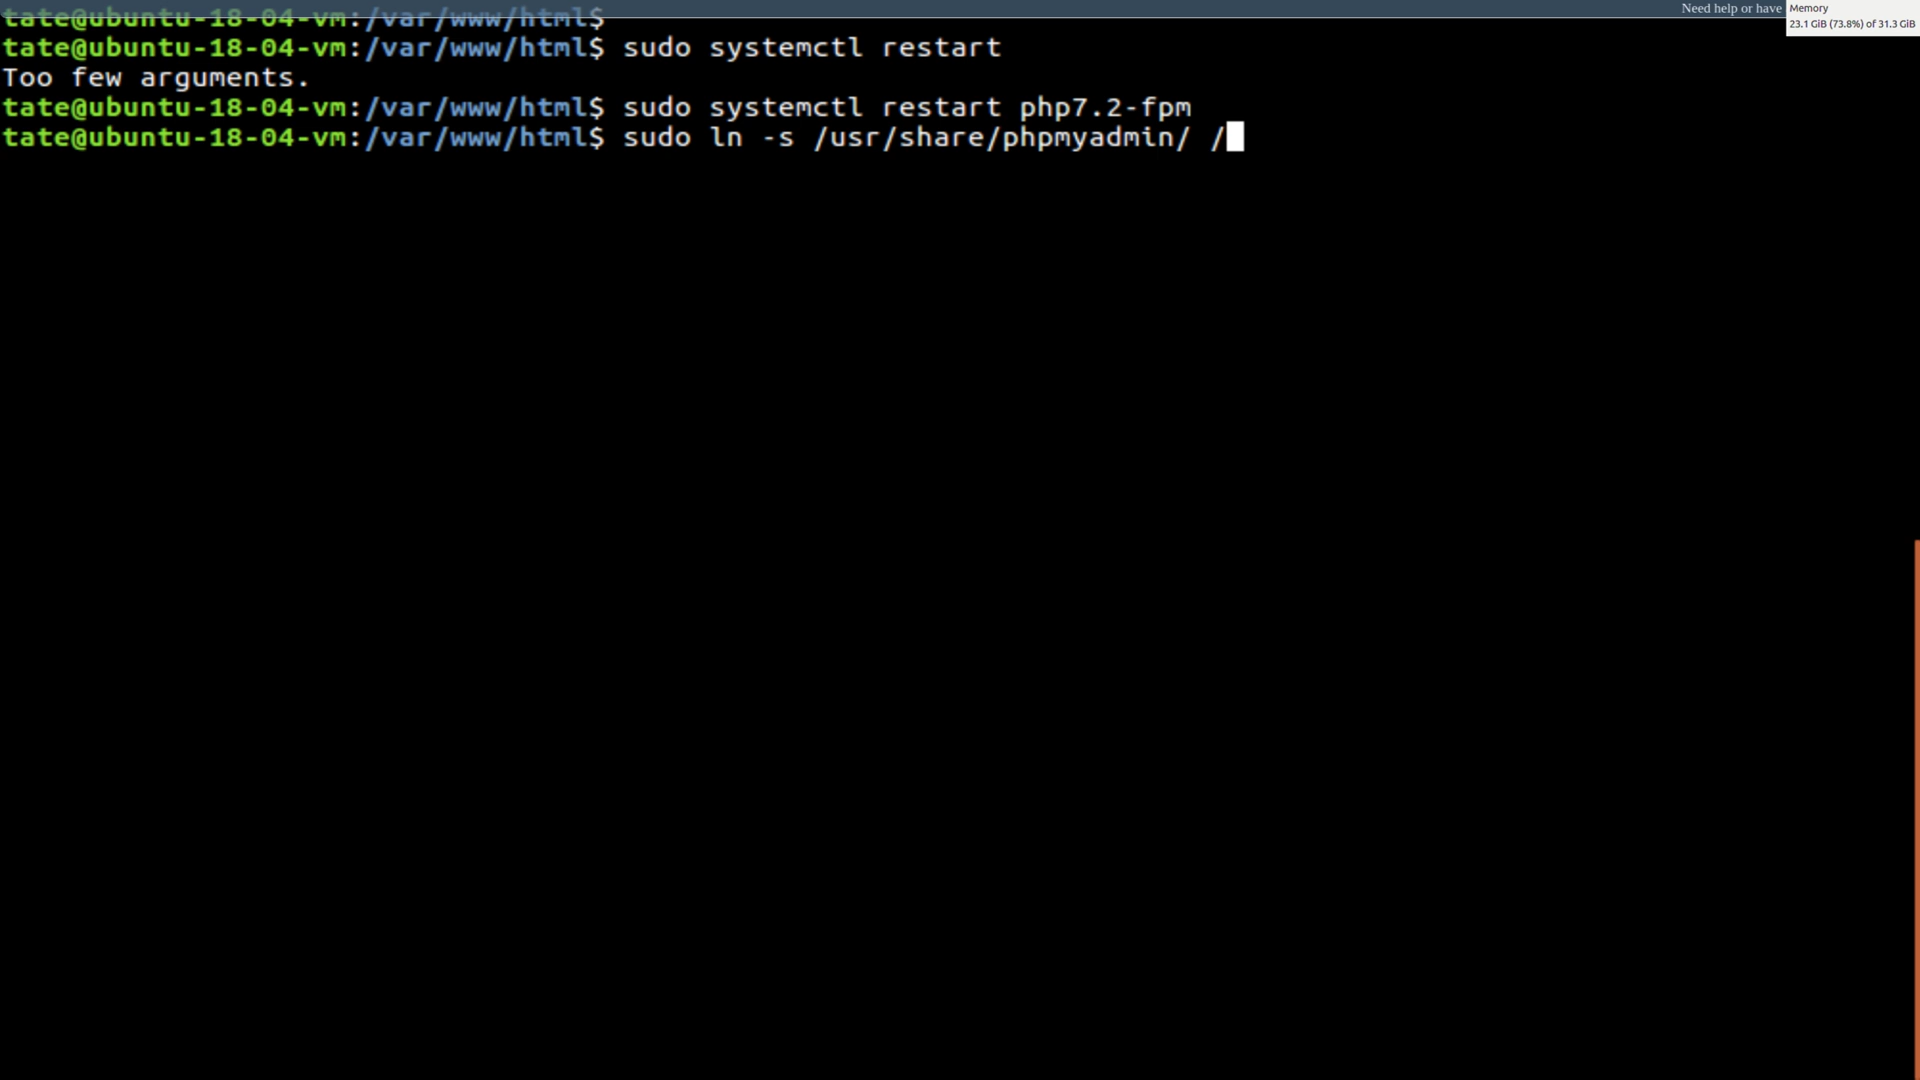 tate@ubuntu-18-04-vm:/var/www/html$
Need help or have
Memory
23.1 GiB (73.8%) of 31.3 GiB
tate@ubuntu-18-04-vm:/var/www/html$ sudo systemctl restart
Too few arguments.
tate@ubuntu-18-04-vm:/var/www/html$ sudo systemctl restart php7.2-fpm
tate@ubuntu-18-04-vm:/var/www/html$ sudo ln -s /usr/share/phpmyadmin/ /